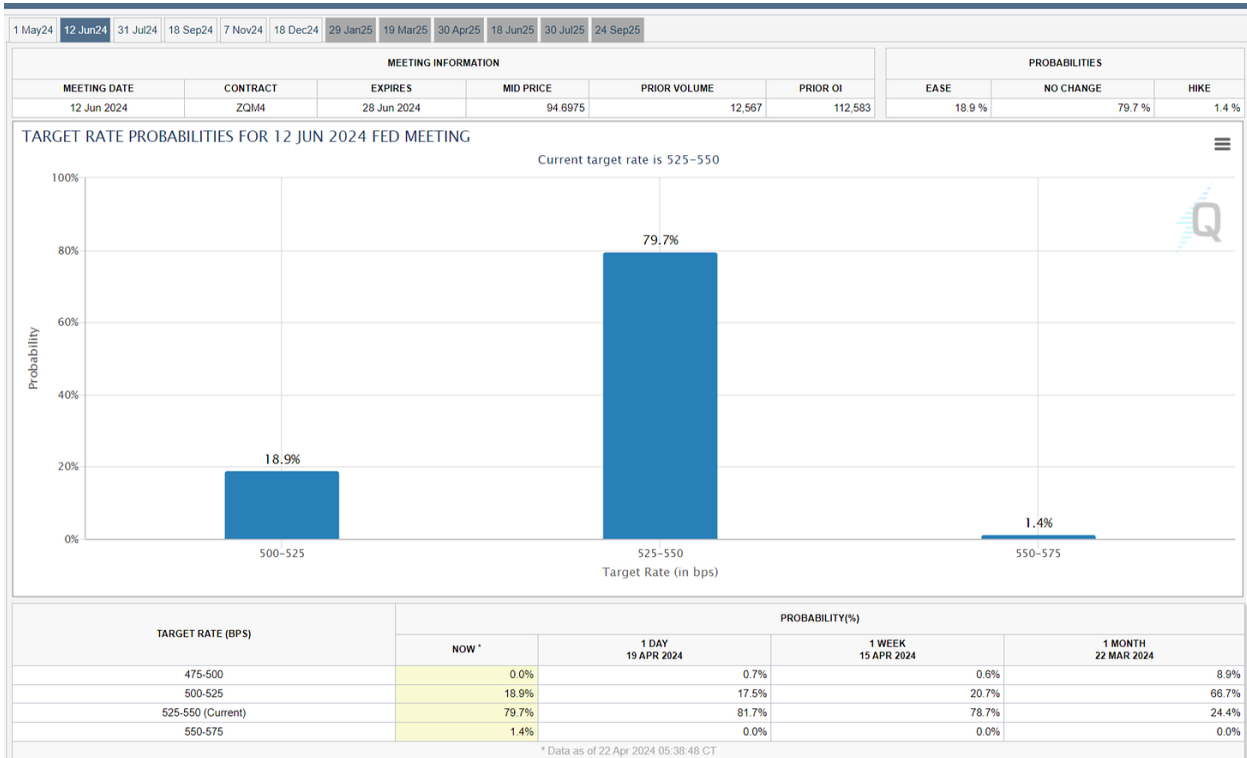 1 May24 12 Jun24 31 Jul24 18 Sep24 7 Nov24 18 Dec24 29 Jan25 19 Mar25 30 Apr25 18 Jun25 30 Jul25 24 Sep25
MEETING INFORMATION
MEETING DATE CONTRACT EXPIRES MID PRICE PRIOR VOLUME PRIOR OI
12 Jun 2024 ZQM4 28 Jun 2024 94.6975 12,567 112,583
PROBABILITIES
EASE NO CHANGE HIKE
18.9 % 79.7 % 1.4 %
TARGET RATE PROBABILITIES FOR 12 JUN 2024 FED MEETING
Current target rate is 525-550
Probability
100%
80%
60%
40%
20%
0%
18.9%
79.7%
1.4%
Q
500-525 525-550 550-575
Target Rate (in bps)
TARGET RATE (BPS) PROBABILITY(%)
NOW * 1 DAY 1 WEEK 1 MONTH
19 APR 2024 15 APR 2024 22 MAR 2024
475-500 0.0% 0.7% 0.6% 8.9%
500-525 18.9% 17.5% 20.7% 66.7%
525-550 (Current) 79.7% 81.7% 78.7% 24.4%
550-575 1.4% 0.0% 0.0% 0.0%
* Data as of 22 Apr 2024 05:38:48 CT